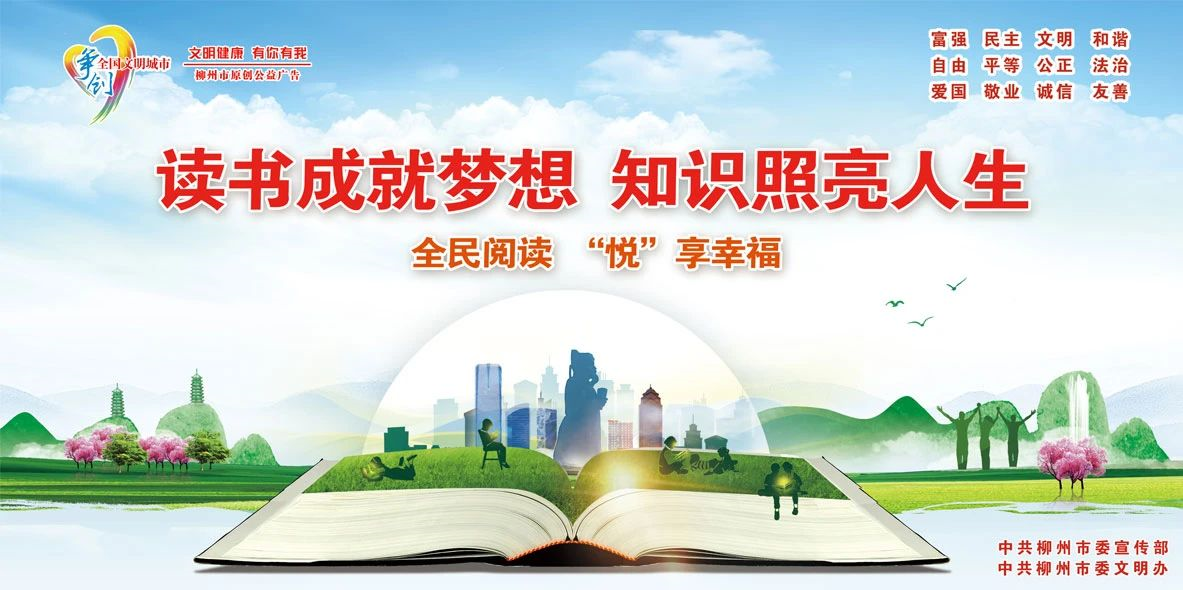 争创
全国文明城市
文明健康 有你有我
柳州市原创公益广告
富强 民主 文明 和谐
自由 平等 公正 法治
爱国 敬业 诚信 友善
读书成就梦想 知识照亮人生
全民阅读 “悦”享幸福
中共柳州市委宣传部
中共柳州市委文明办